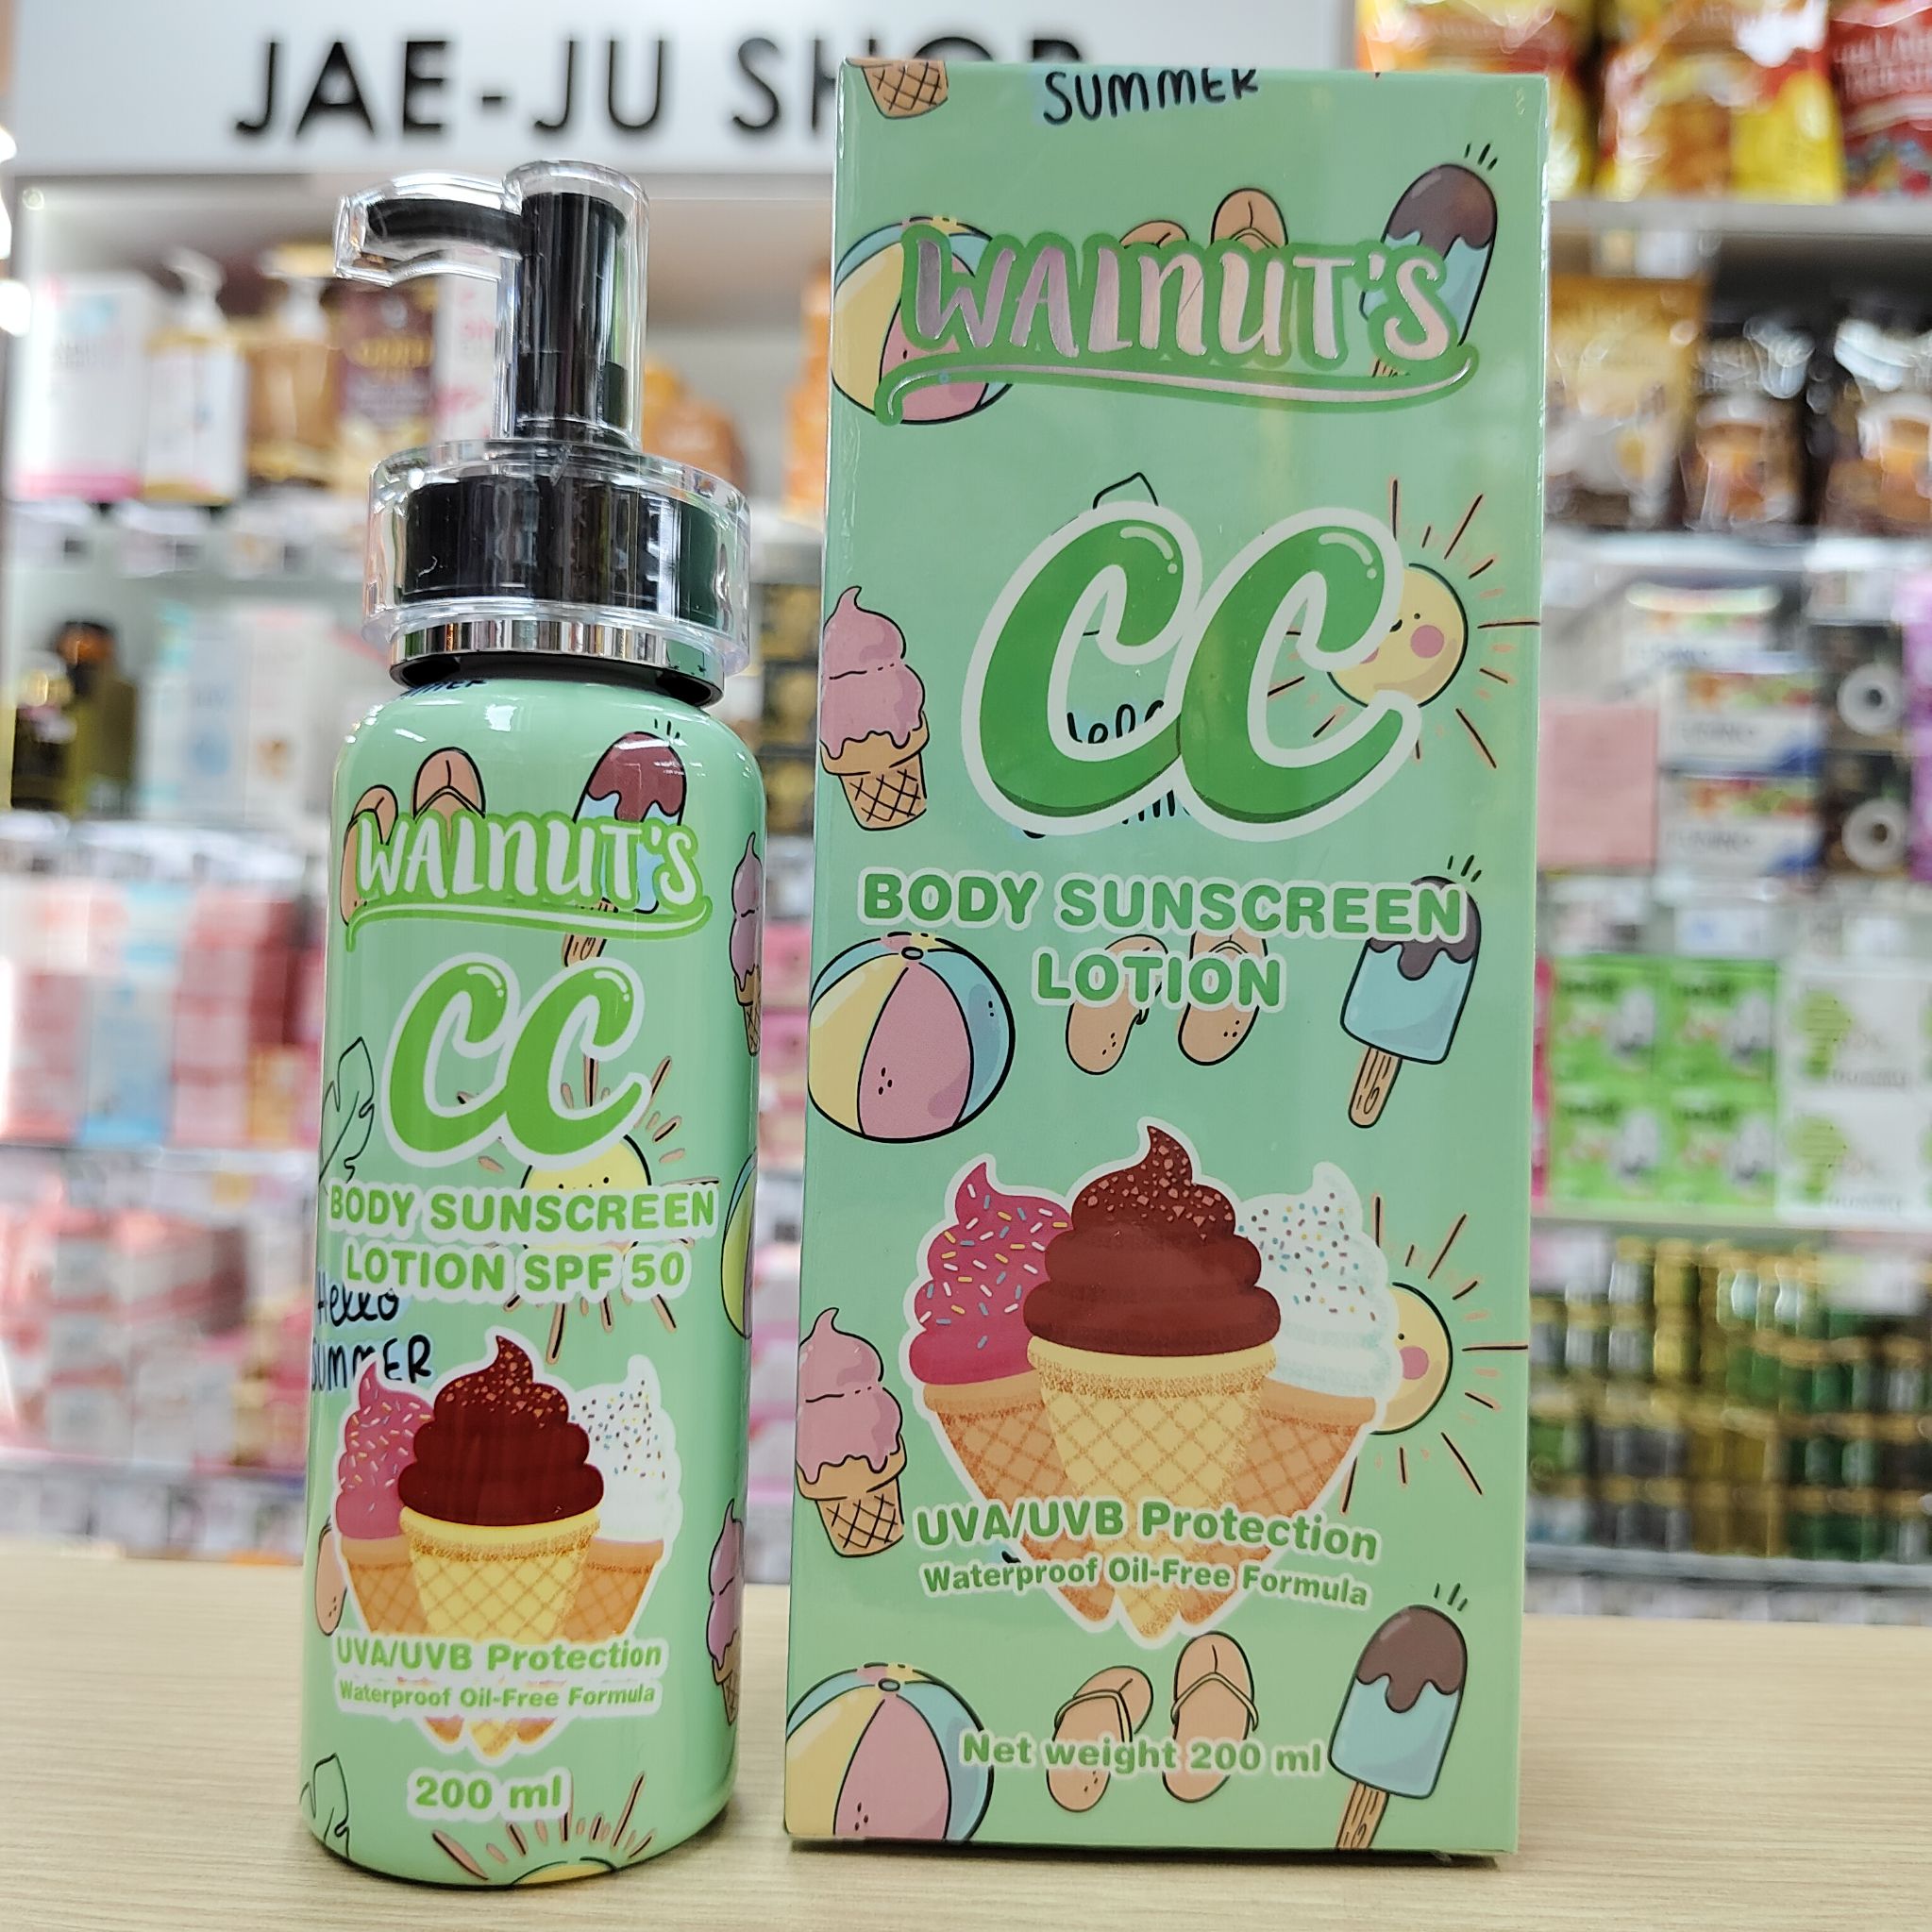 JAE-JU SHOP
SUMMER
WALNUT'S
CC
BODY SUNSCREEN
LOTION
UVA/UVB Protection
Waterproof Oil-Free Formula
Net weight 200 ml
WALNUT'S
CC
BODY SUNSCREEN
LOTION SPF 50
Hello
SUMMER
UVA/UVB Protection
Waterproof Oil-Free Formula
200 ml